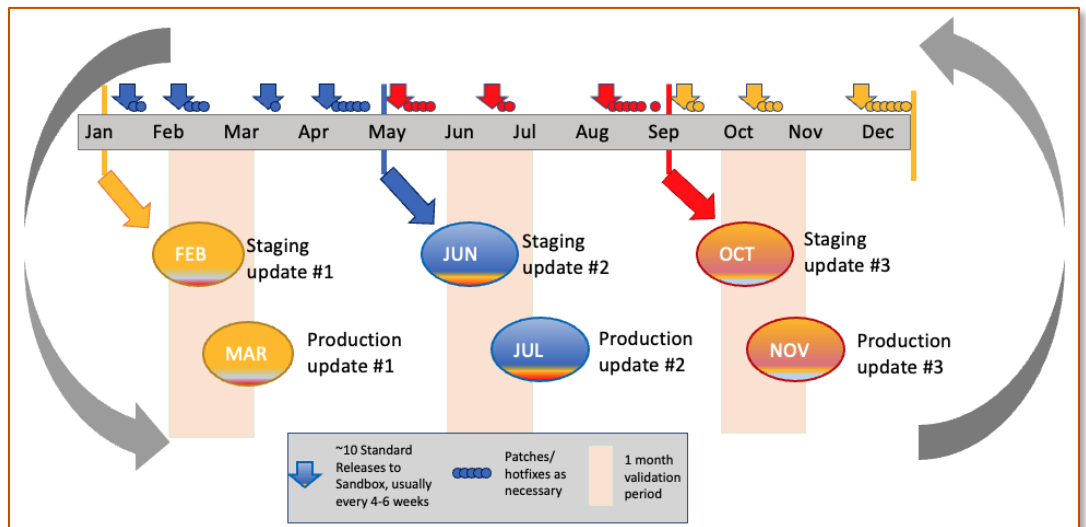 Jan Feb Mar Apr May Jun Jul Aug Sep Oct Nov Dec
FEB
Staging
update #1
JUN
Staging
update #2
OCT
Staging
update #3
MAR
Production
update #1
JUL
Production
update #2
NOV
Production
update #3
~10 Standard
Releases to
Sandbox, usually
every 4-6 weeks
Patches/
hotfixes as
necessary
1 month
validation
period